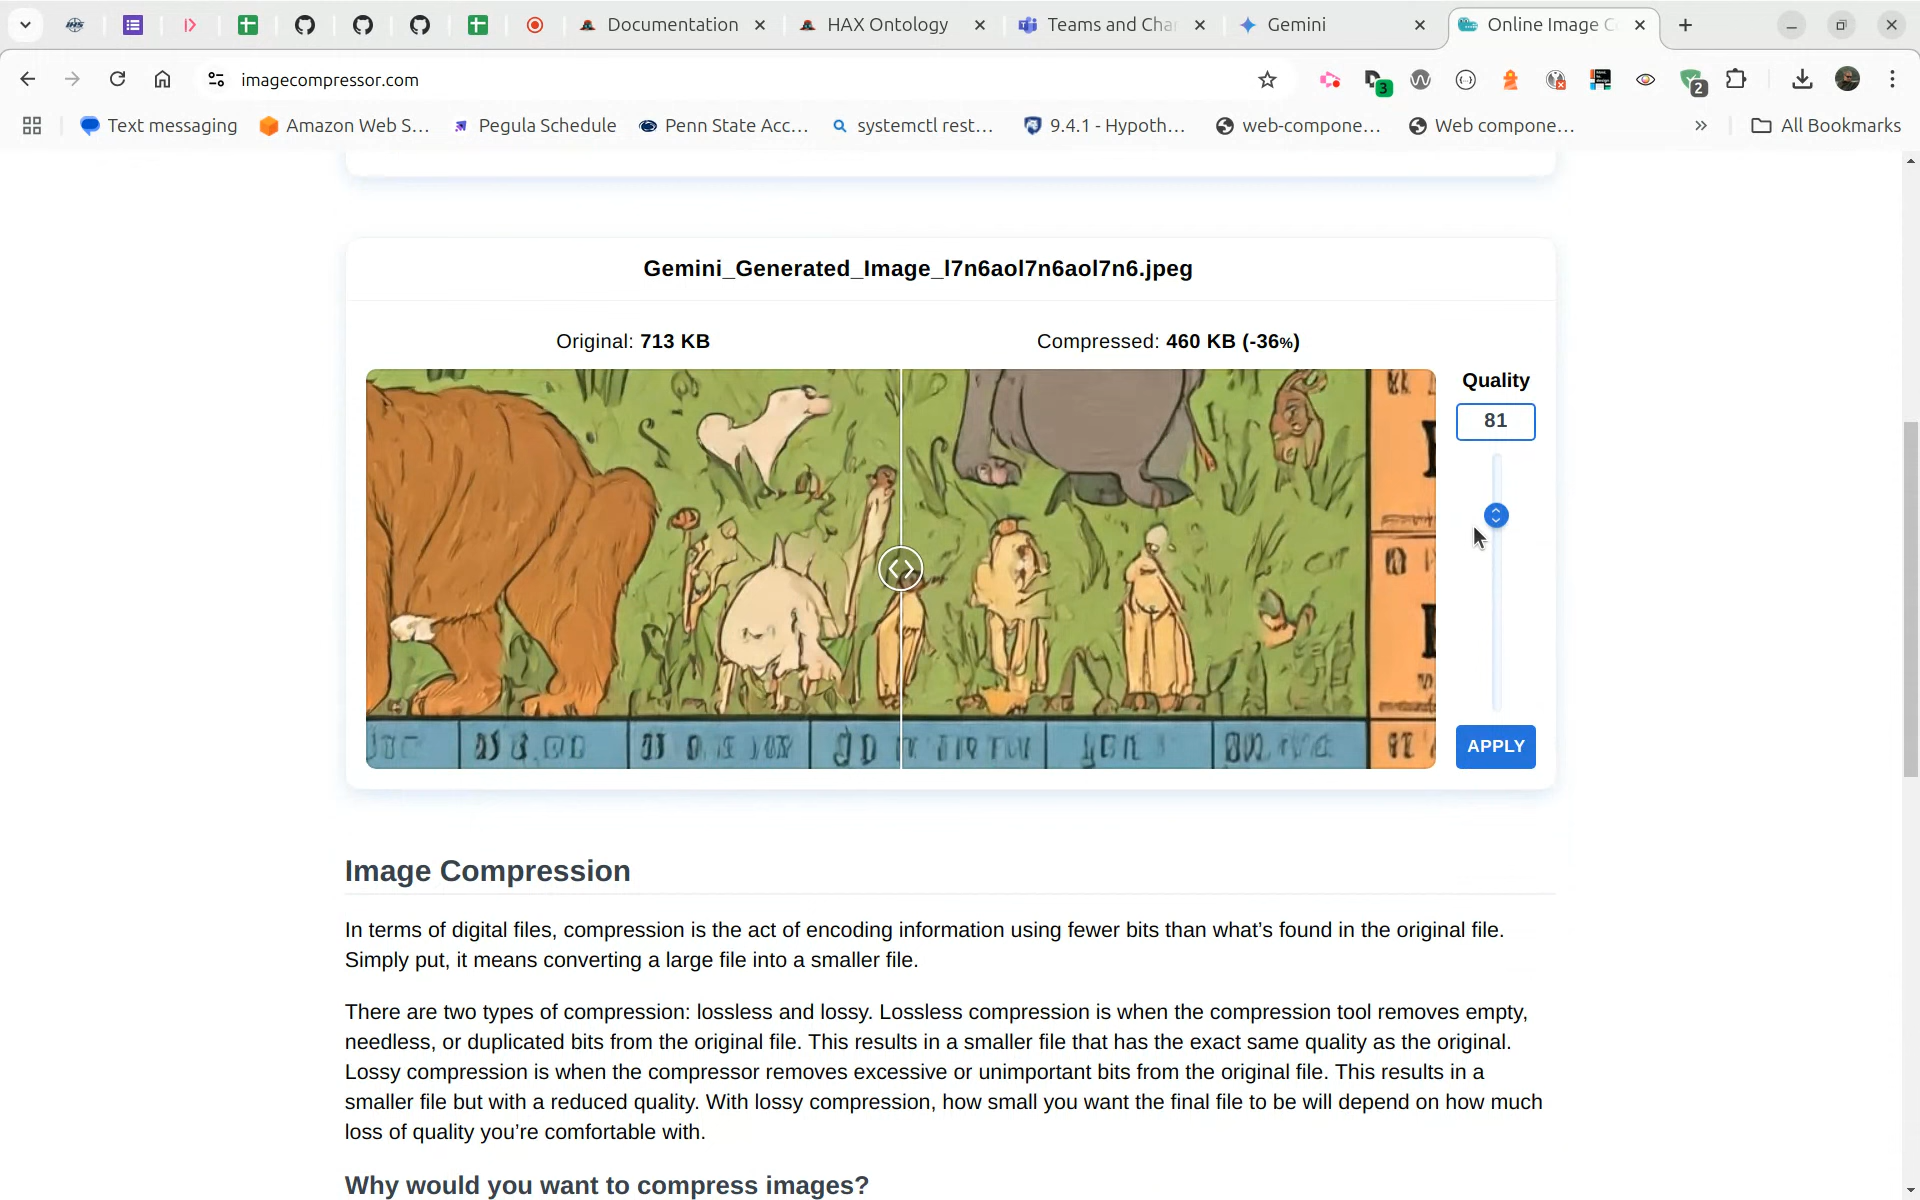 Documentation
HAX Ontology
Teams and Cha
Gemini
Online Image C
imagecompressor.com
3
2
Text messaging
Amazon Web S...
Pegula Schedule
Penn State Acc...
systemctl rest...
9.4.1 - Hypoth...
web-compone...
Web compone...
All Bookmarks
Gemini_Generated_Image_l7n6aol7n6aol7n6.jpeg
Original: 713 KB
Compressed: 460 KB (-36%)
Quality
81
APPLY
Image Compression
In terms of digital files, compression is the act of encoding information using fewer bits than what’s found in the original file.
Simply put, it means converting a large file into a smaller file.
There are two types of compression: lossless and lossy. Lossless compression is when the compression tool removes empty,
needless, or duplicated bits from the original file. This results in a smaller file that has the exact same quality as the original.
Lossy compression is when the compressor removes excessive or unimportant bits from the original file. This results in a
smaller file but with a reduced quality. With lossy compression, how small you want the final file to be will depend on how much
loss of quality you’re comfortable with.
Why would you want to compress images?